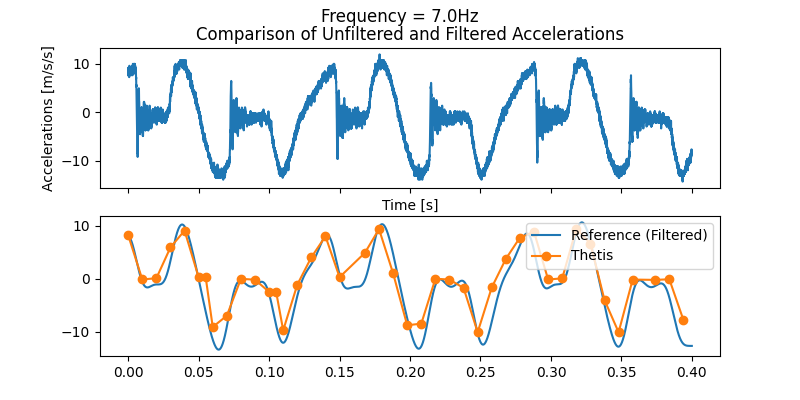 Frequency = 7.0Hz
Comparison of Unfiltered and Filtered Accelerations
Accelerations [m/s/s]
10
0
−10
Time [s]
10
0
−10
Reference (Filtered)
Thetis
0.00 0.05 0.10 0.15 0.20 0.25 0.30 0.35 0.40